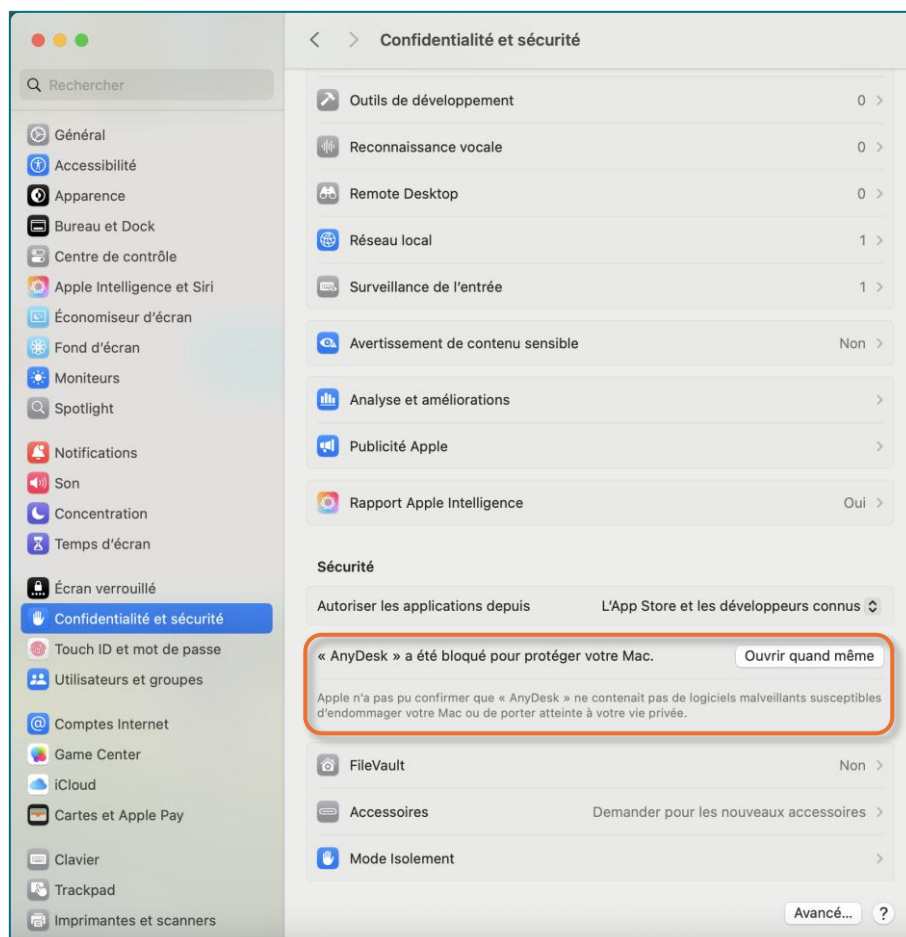 Rechercher
Général
Accessibilité
Apparence
Bureau et Dock
Centre de contrôle
Apple Intelligence et Siri
Économiseur d'écran
Fond d'écran
Moniteurs
Spotlight
Notifications
Son
Concentration
Temps d'écran
Écran verrouillé
Confidentialité et sécurité
Touch ID et mot de passe
Utilisateurs et groupes
Comptes Internet
Game Center
iCloud
Cartes et Apple Pay
Clavier
Trackpad
Imprimantes et scanners
Confidentialité et sécurité
Outils de développement 0
Reconnaissance vocale 0
Remote Desktop 0
Réseau local 1
Surveillance de l'entrée 1
Avertissement de contenu sensible Non
Analyse et améliorations
Publicité Apple
Rapport Apple Intelligence Oui
Sécurité
Autoriser les applications depuis L'App Store et les développeurs connus
« AnyDesk » a été bloqué pour protéger votre Mac. Ouvrir quand même
Apple n'a pas pu confirmer que « AnyDesk » ne contenait pas de logiciels malveillants susceptibles
d'endommager votre Mac ou de porter atteinte à votre vie privée.
FileVault Non
Accessoires Demander pour les nouveaux accessoires
Mode Isolement
Avancé... ?